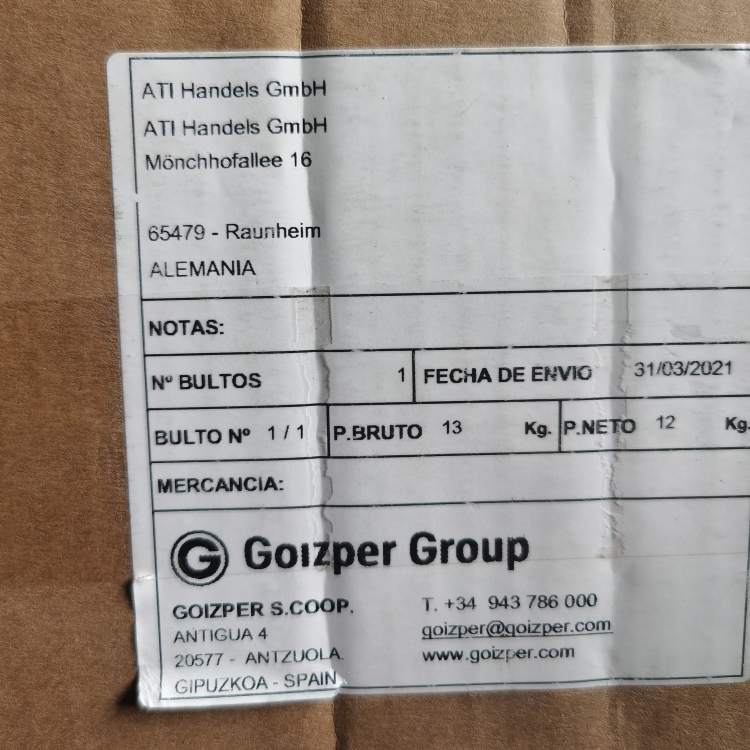 ATI Handels GmbH
ATI Handels GmbH
Mönchhofallee 16
65479 - Raunheim
ALEMANIA
NOTAS:
Nº BULTOS 1 FECHA DE ENVIO 31/03/2021
BULTO Nº 1 / 1 P.BRUTO 13 Kg. P.NETO 12 Kg.
MERCANCIA:
G Goizper Group
GOIZPER S.COOP. T. +34 943 786 000
ANTIGUA 4 goizper@goizper.com
20577 - ANTZUOLA. www.goizper.com
GIPUZKOA - SPAIN